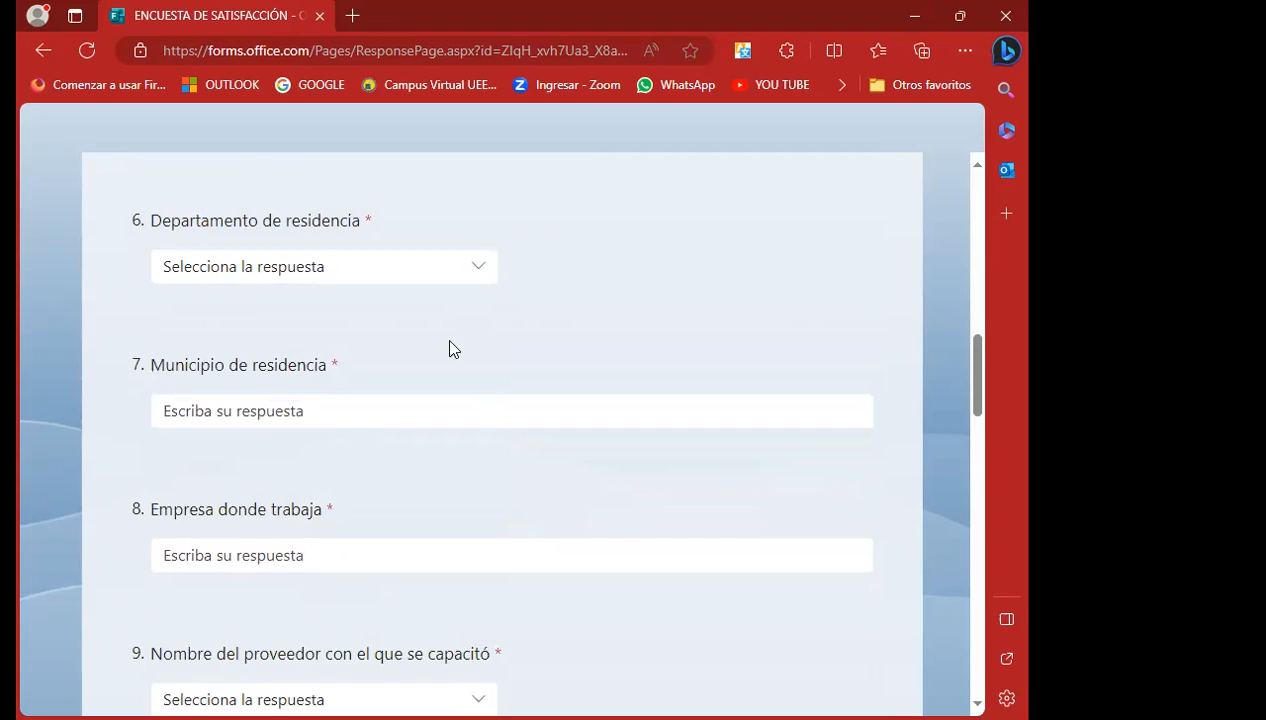 ENCUESTA DE SATISFACCIÓN - C
https://forms.office.com/Pages/ResponsePage.aspx?id=ZIqH_xvh7Ua3_X8a...
Comenzar a usar Fir...
OUTLOOK
GOOGLE
Campus Virtual UEE...
Ingresar - Zoom
WhatsApp
YOU TUBE
Otros favoritos
6. Departamento de residencia *
Selecciona la respuesta
7. Municipio de residencia *
Escriba su respuesta
8. Empresa donde trabaja *
Escriba su respuesta
9. Nombre del proveedor con el que se capacitó *
Selecciona la respuesta